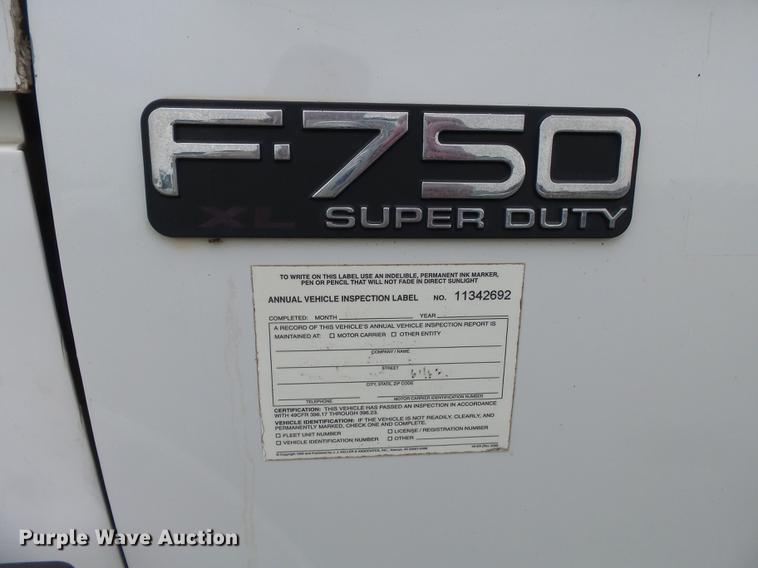 F-750
XL SUPER DUTY
TO WRITE ON THIS LABEL USE AN INDELIBLE, PERMANENT INK MARKER,
PEN OR PENCIL THAT WILL NOT FADE IN DIRECT SUNLIGHT
ANNUAL VEHICLE INSPECTION LABEL NO. 11342692
COMPLETED: MONTH YEAR
A RECORD OF THIS VEHICLE'S ANNUAL VEHICLE INSPECTION REPORT IS
MAINTAINED AT: ☐ MOTOR CARRIER ☐ OTHER ENTITY
COMPANY / NAME
STREET
CITY, STATE, ZIP CODE
TELEPHONE MOTOR CARRIER IDENTIFICATION NUMBER
CERTIFICATION: THIS VEHICLE HAS PASSED AN INSPECTION IN ACCORDANCE
WITH 49CFR 396.17 THROUGH 396.23.
VEHICLE IDENTIFICATION: IF THE VEHICLE IS NOT READILY, CLEARLY, AND
PERMANENTLY MARKED, CHECK ONE AND COMPLETE.
☐ FLEET UNIT NUMBER ☐ LICENSE / REGISTRATION NUMBER
☐ VEHICLE IDENTIFICATION NUMBER ☐ OTHER
Purple Wave Auction